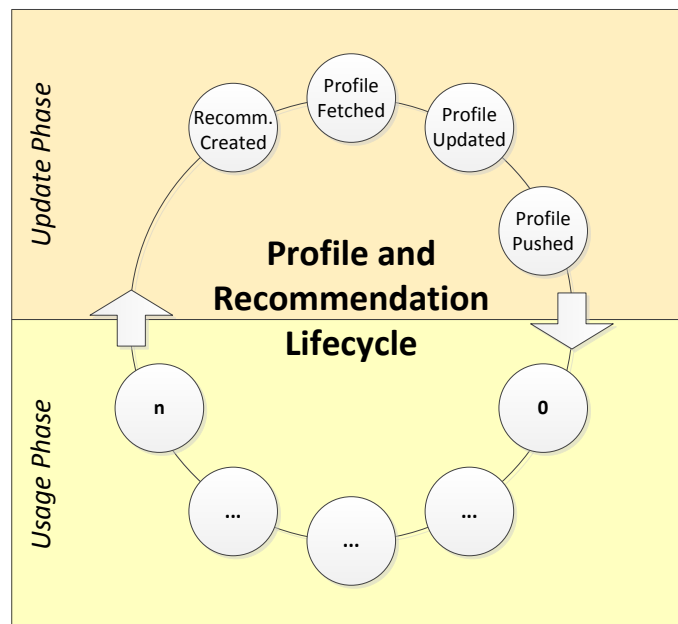 Update Phase
Profile
Fetched
Recomm.
Created
Profile
Updated
Profile
Pushed
Profile and
Recommendation
Lifecycle
Usage Phase
n
0
...
...
...